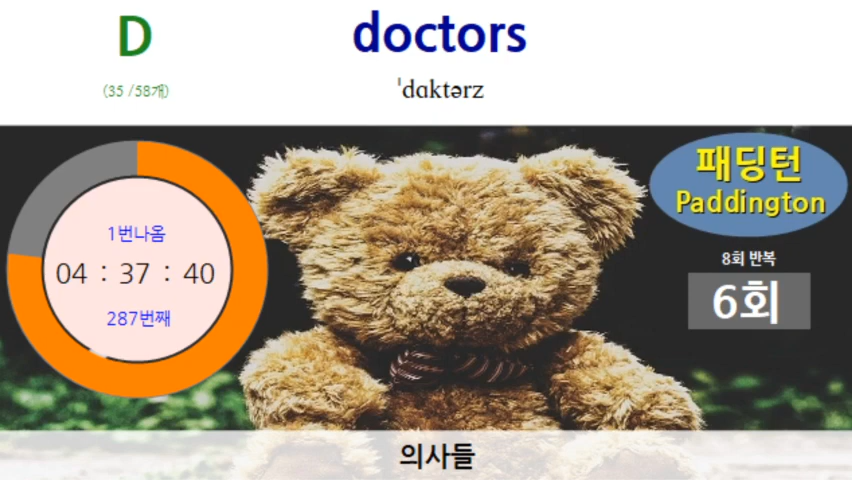 D
doctors
(35 /58개)
ˈdɑktərz
패딩턴
Paddington
1번나옴
04 : 37 : 40
287번째
8회 반복
6회
의사들